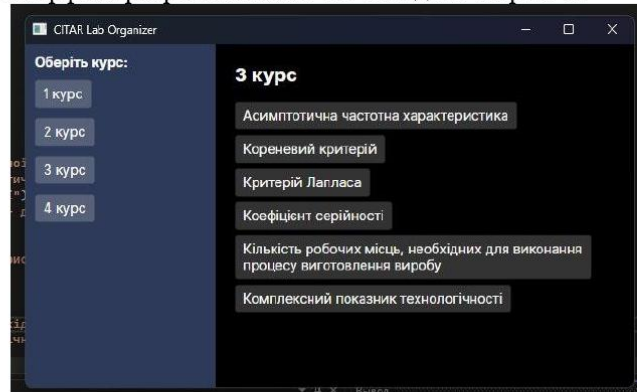 CITAR Lab Organizer
Оберіть курс:
1 курс
2 курс
3 курс
4 курс
3 курс
Асимптотична частотна характеристика
Кореневий критерій
Критерій Лапласа
Коефіцієнт серійності
Кількість робочих місць, необхідних для виконання
процесу виготовлення виробу
Комплексний показник технологічності